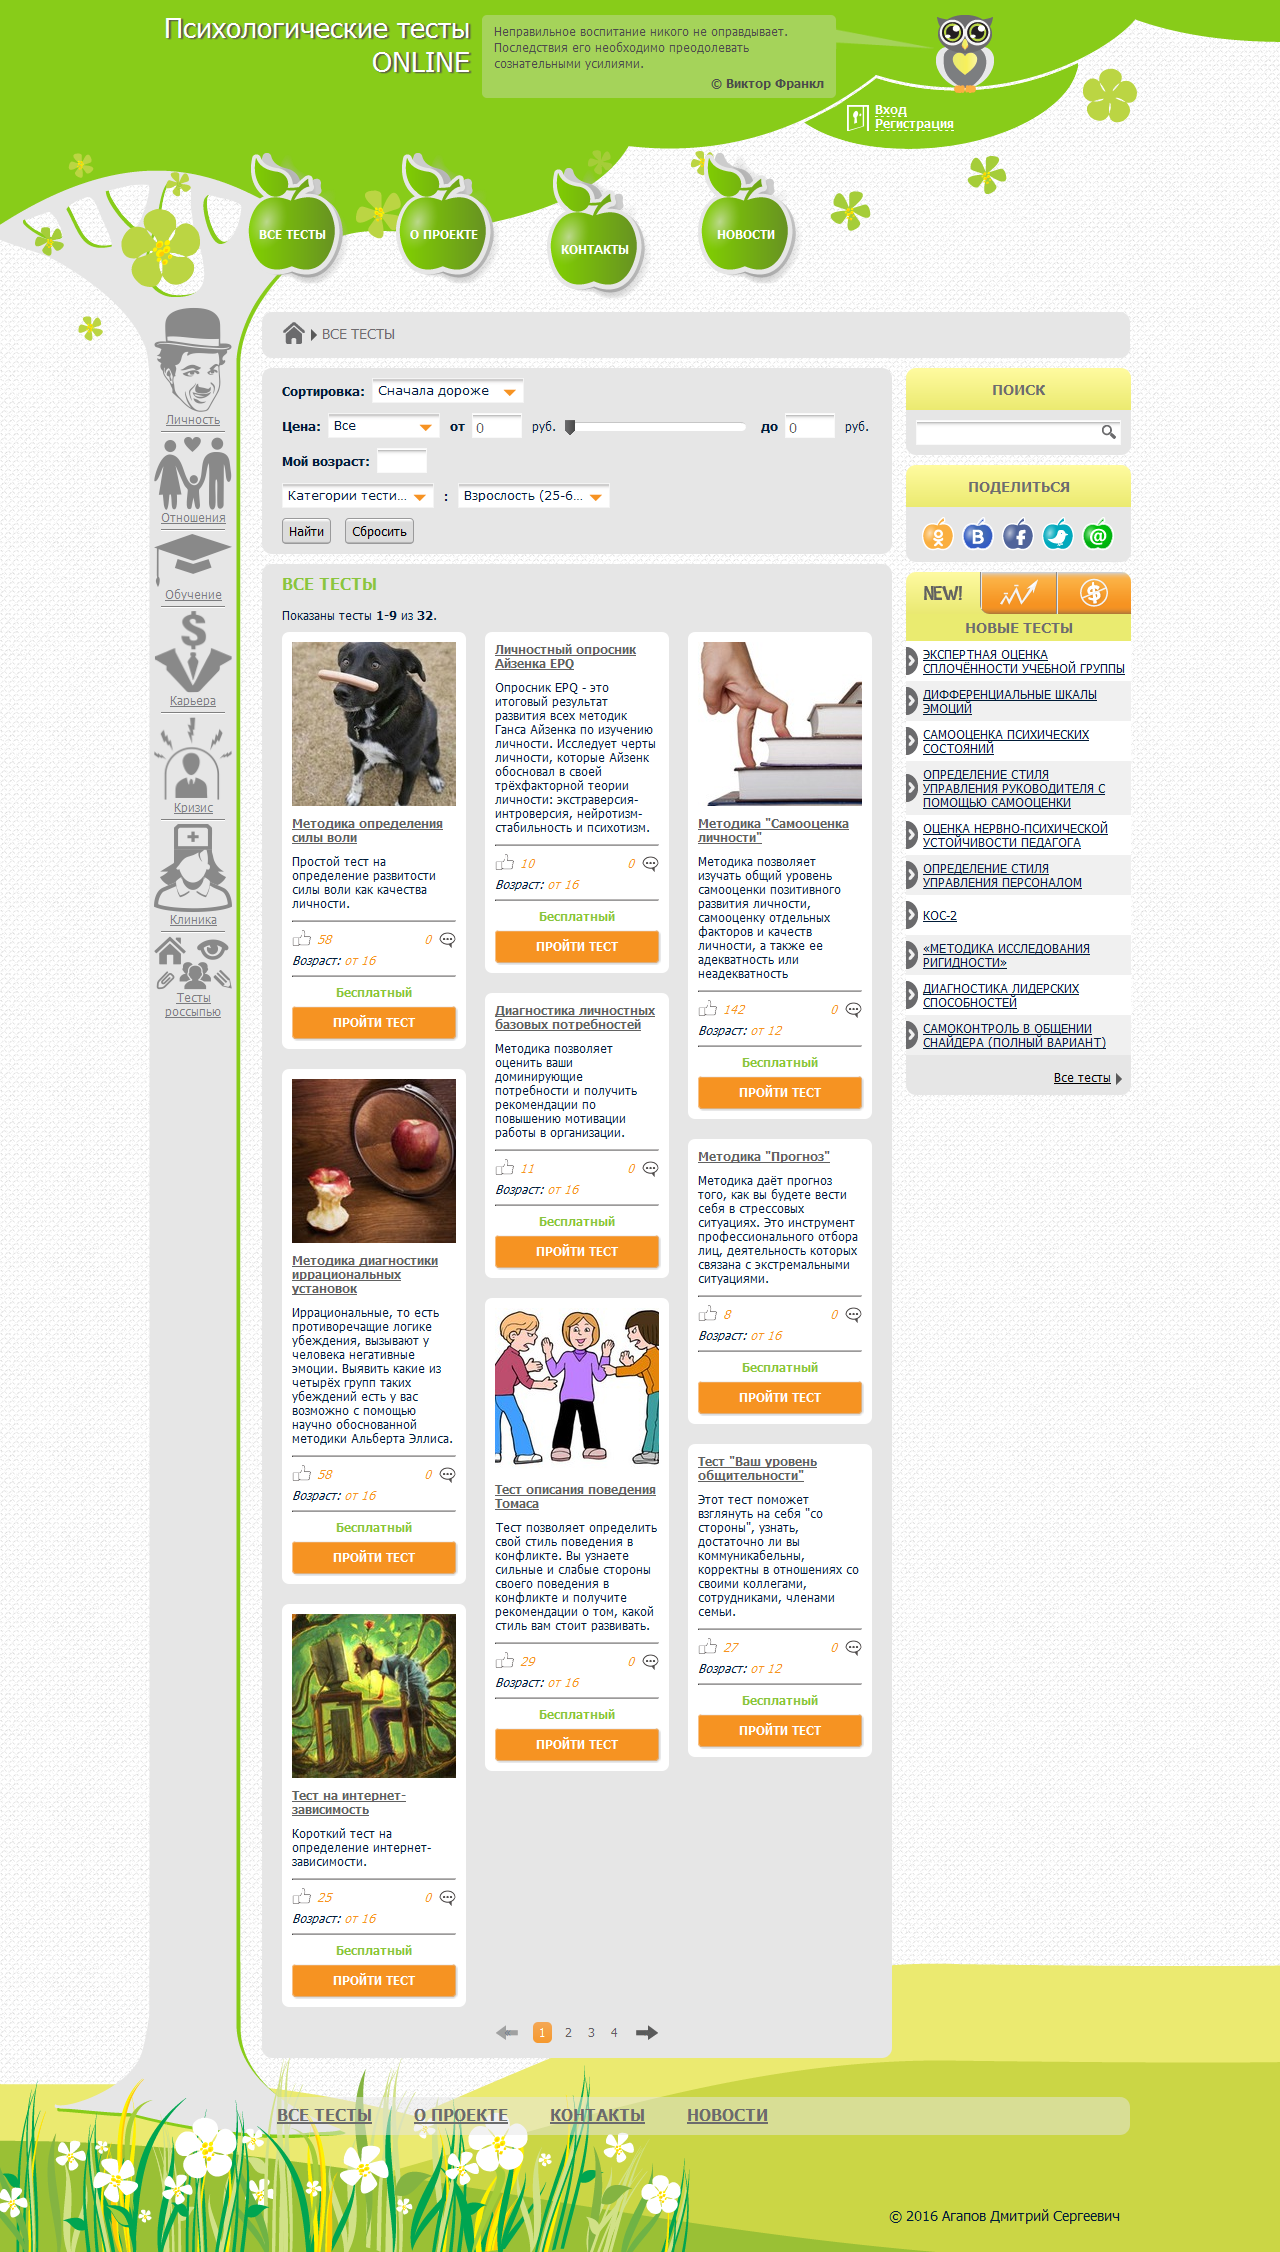 Психологические тесты
ONLINE
Неправильное воспитание никого не оправдывает.
Последствия его необходимо преодолевать
сознательными усилиями.
© Виктор Франкл
Вход
Регистрация
ВСЕ ТЕСТЫ
О ПРОЕКТЕ
КОНТАКТЫ
НОВОСТИ
Личность
Отношения
Обучение
Карьера
Кризис
Клиника
Тесты
россыпью
ВСЕ ТЕСТЫ
Сортировка: Сначала дороже
Цена: Все от 0 руб. до 0 руб.
Мой возраст:
Категории тести... : Взрослость (25-6...
Найти Сбросить
ВСЕ ТЕСТЫ
Показаны тесты 1-9 из 32.
Методика определения
силы воли
Простой тест на
определение развитости
силы воли как качества
личности.
58 0
Возраст: от 16
Бесплатный
ПРОЙТИ ТЕСТ
Методика диагностики
иррациональных
установок
Иррациональные, то есть
противоречащие логике
убеждения, вызывают у
человека негативные
эмоции. Выявить какие из
четырёх групп таких
убеждений есть у вас
возможно с помощью
научно обоснованной
методики Альберта Эллиса.
58 0
Возраст: от 16
Бесплатный
ПРОЙТИ ТЕСТ
Тест на интернет-
зависимость
Короткий тест на
определение интернет-
зависимости.
25 0
Возраст: от 16
Бесплатный
ПРОЙТИ ТЕСТ
Личностный опросник
Айзенка EPQ
Опросник EPQ - это
итоговый результат
развития всех методик
Ганса Айзенка по изучению
личности. Исследует черты
личности, которые Айзенк
обосновал в своей
трёхфакторной теории
личности: экстраверсия-
интроверсия, нейротизм-
стабильность и психотизм.
10 0
Возраст: от 16
Бесплатный
ПРОЙТИ ТЕСТ
Диагностика личностных
базовых потребностей
Методика позволяет
оценить ваши
доминирующие
потребности и получить
рекомендации по
повышению мотивации
работы в организации.
11 0
Возраст: от 16
Бесплатный
ПРОЙТИ ТЕСТ
Тест описания поведения
Томаса
Тест позволяет определить
свой стиль поведения в
конфликте. Вы узнаете
сильные и слабые стороны
своего поведения в
конфликте и получите
рекомендации о том, какой
стиль вам стоит развивать.
29 0
Возраст: от 16
Бесплатный
ПРОЙТИ ТЕСТ
Методика "Самооценка
личности"
Методика позволяет
изучать общий уровень
самооценки позитивного
развития личности,
самооценку отдельных
факторов и качеств
личности, а также ее
адекватность или
неадекватность
142 0
Возраст: от 12
Бесплатный
ПРОЙТИ ТЕСТ
Методика "Прогноз"
Методика даёт прогноз
того, как вы будете вести
себя в стрессовых
ситуациях. Это инструмент
профессионального отбора
лиц, деятельность которых
связана с экстремальными
ситуациями.
8 0
Возраст: от 16
Бесплатный
ПРОЙТИ ТЕСТ
Тест "Ваш уровень
общительности"
Этот тест поможет
взглянуть на себя "со
стороны", узнать,
достаточно ли вы
коммуникабельны,
корректны в отношениях со
своими коллегами,
сотрудниками, членами
семьи.
27 0
Возраст: от 12
Бесплатный
ПРОЙТИ ТЕСТ
1 2 3 4
ПОИСК
ПОДЕЛИТЬСЯ
NEW!
НОВЫЕ ТЕСТЫ
ЭКСПЕРТНАЯ ОЦЕНКА
СПЛОЧЁННОСТИ УЧЕБНОЙ ГРУППЫ
ДИФФЕРЕНЦИАЛЬНЫЕ ШКАЛЫ
ЭМОЦИЙ
САМООЦЕНКА ПСИХИЧЕСКИХ
СОСТОЯНИЙ
ОПРЕДЕЛЕНИЕ СТИЛЯ
УПРАВЛЕНИЯ РУКОВОДИТЕЛЯ С
ПОМОЩЬЮ САМООЦЕНКИ
ОЦЕНКА НЕРВНО-ПСИХИЧЕСКОЙ
УСТОЙЧИВОСТИ ПЕДАГОГА
ОПРЕДЕЛЕНИЕ СТИЛЯ
УПРАВЛЕНИЯ ПЕРСОНАЛОМ
КОС-2
«МЕТОДИКА ИССЛЕДОВАНИЯ
РИГИДНОСТИ»
ДИАГНОСТИКА ЛИДЕРСКИХ
СПОСОБНОСТЕЙ
САМОКОНТРОЛЬ В ОБЩЕНИИ
СНАЙДЕРА (ПОЛНЫЙ ВАРИАНТ)
Все тесты
ВСЕ ТЕСТЫ О ПРОЕКТЕ КОНТАКТЫ НОВОСТИ
© 2016 Агапов Дмитрий Сергеевич